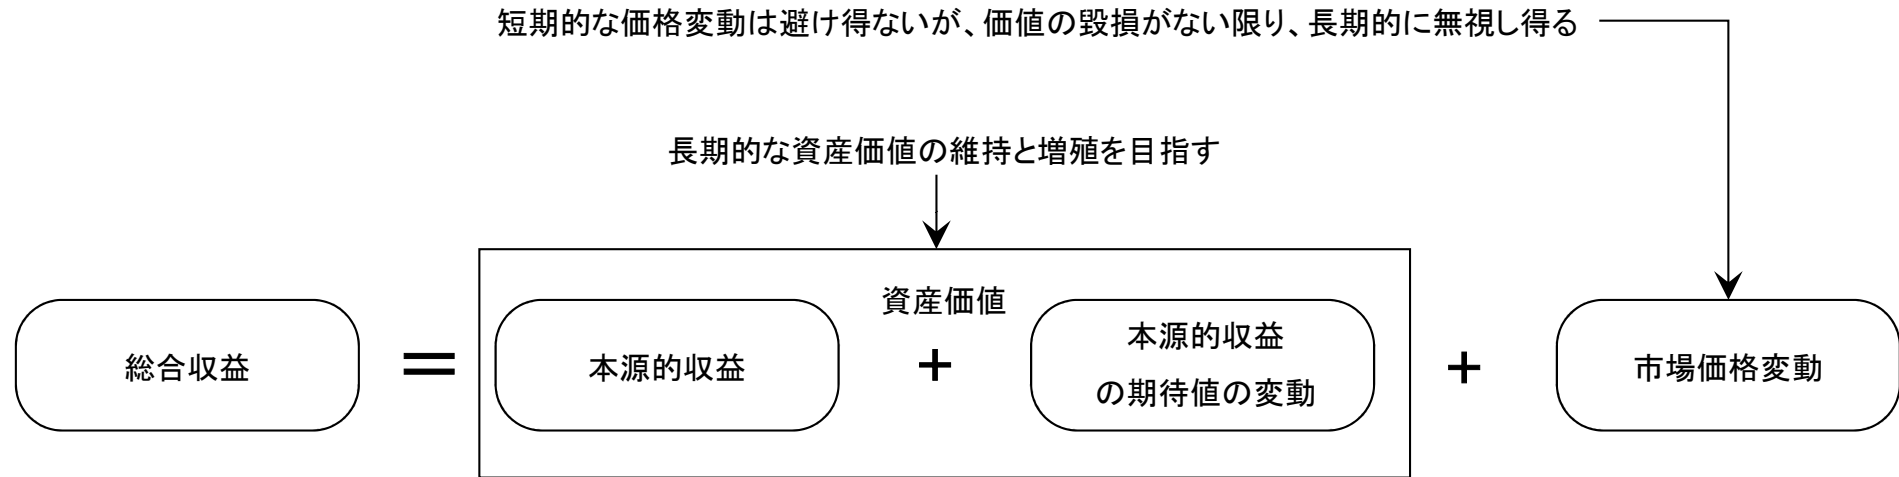 短期的な価格変動は避け得ないが、価値の毀損がない限り、長期的に無視し得る
長期的な資産価値の維持と増殖を目指す
資産価値
総合収益
＝
本源的収益
+
本源的収益
の期待値の変動
+
市場価格変動